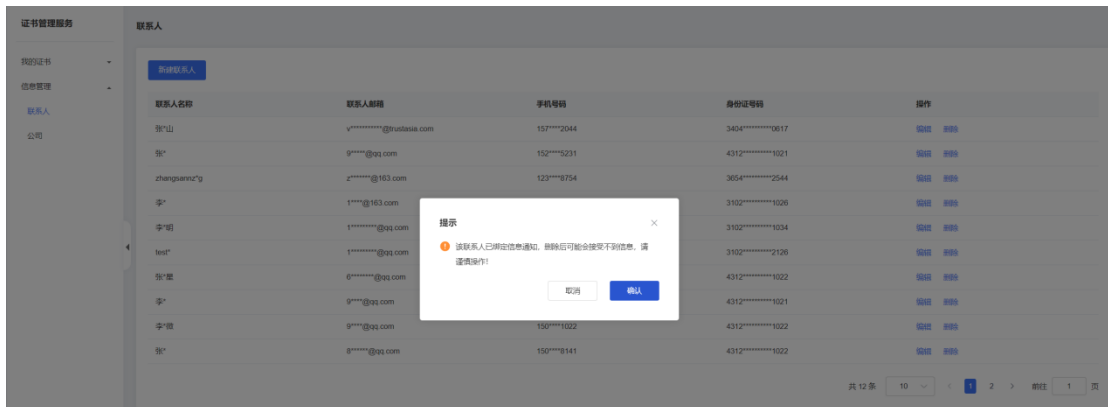 证书管理服务
联系人
我的证书
信息管理
联系人
公司
新建联系人
联系人名称 联系人邮箱 手机号码 身份证号码 操作
张*山 v***********@trustasia.com 157****2044 3404**********0617 编辑 删除
张* 9*****@qq.com 152****5231 4312**********1021 编辑 删除
zhangsannz*g z*******@163.com 123****8754 3654**********2544 编辑 删除
李* 1****@163.com 3102**********1026 编辑 删除
李*明 1*********@qq.com 3102**********1034 编辑 删除
test* 1*********@qq.com 3102**********2126 编辑 删除
张*星 6*******@qq.com 4312**********1022 编辑 删除
李* 9****@qq.com 4312**********1021 编辑 删除
李*微 9****@qq.com 150****1022 4312**********1022 编辑 删除
张* 8******@qq.com 150****8141 4312**********1022 编辑 删除
提示
该联系人已绑定信息通知，删除后可能会接受不到信息，请
谨慎操作！
取消 确认
共 12 条 10 1 2 前往 1 页